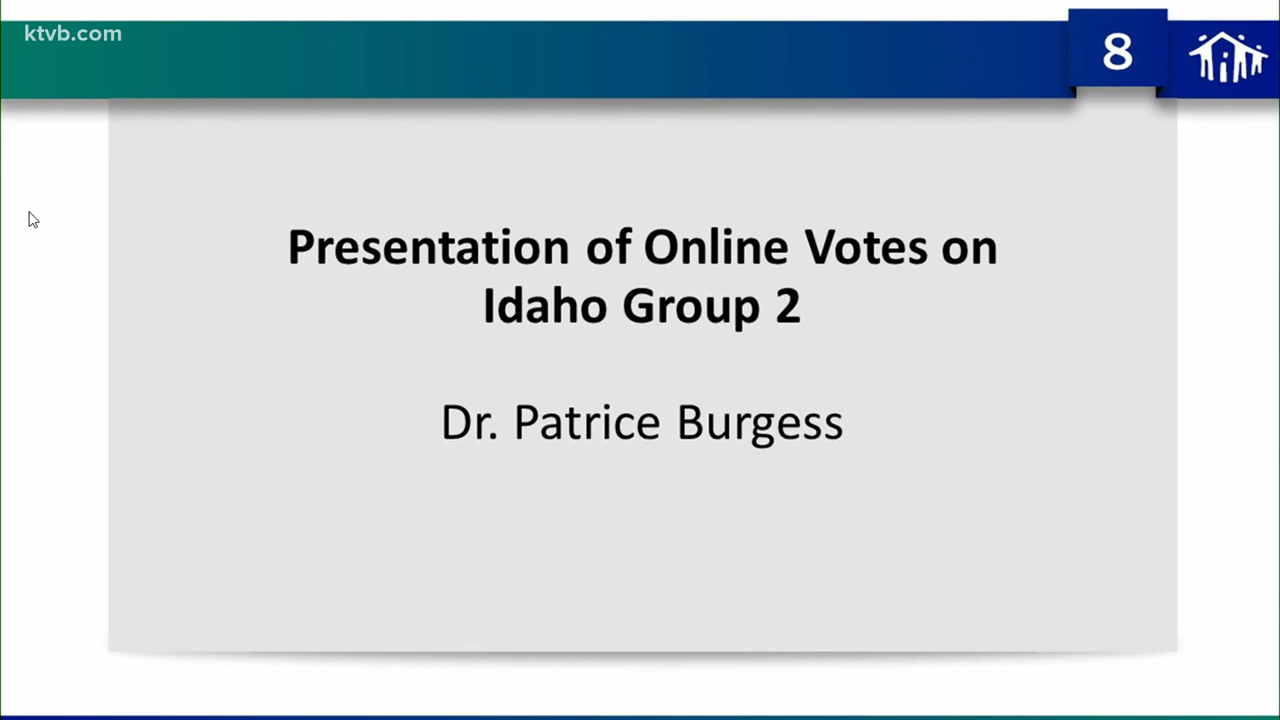 ktvb.com
8
Presentation of Online Votes on
Idaho Group 2
Dr. Patrice Burgess